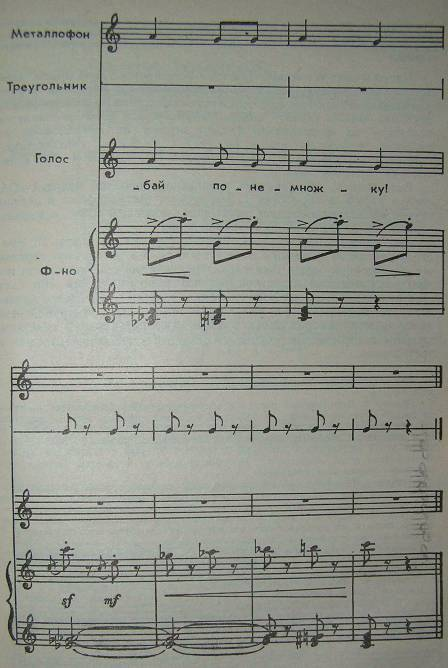 Металлофон
Треугольник
Голос
-бай по-не-множ-ку!
Ф-но
sf mf